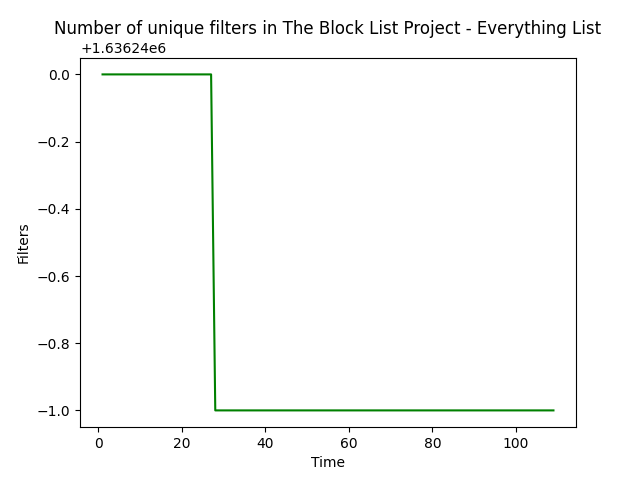 Number of unique filters in The Block List Project - Everything List
+1.63624e6
0.0
−0.2
−0.4
−0.6
−0.8
−1.0
Filters
0 20 40 60 80 100
Time